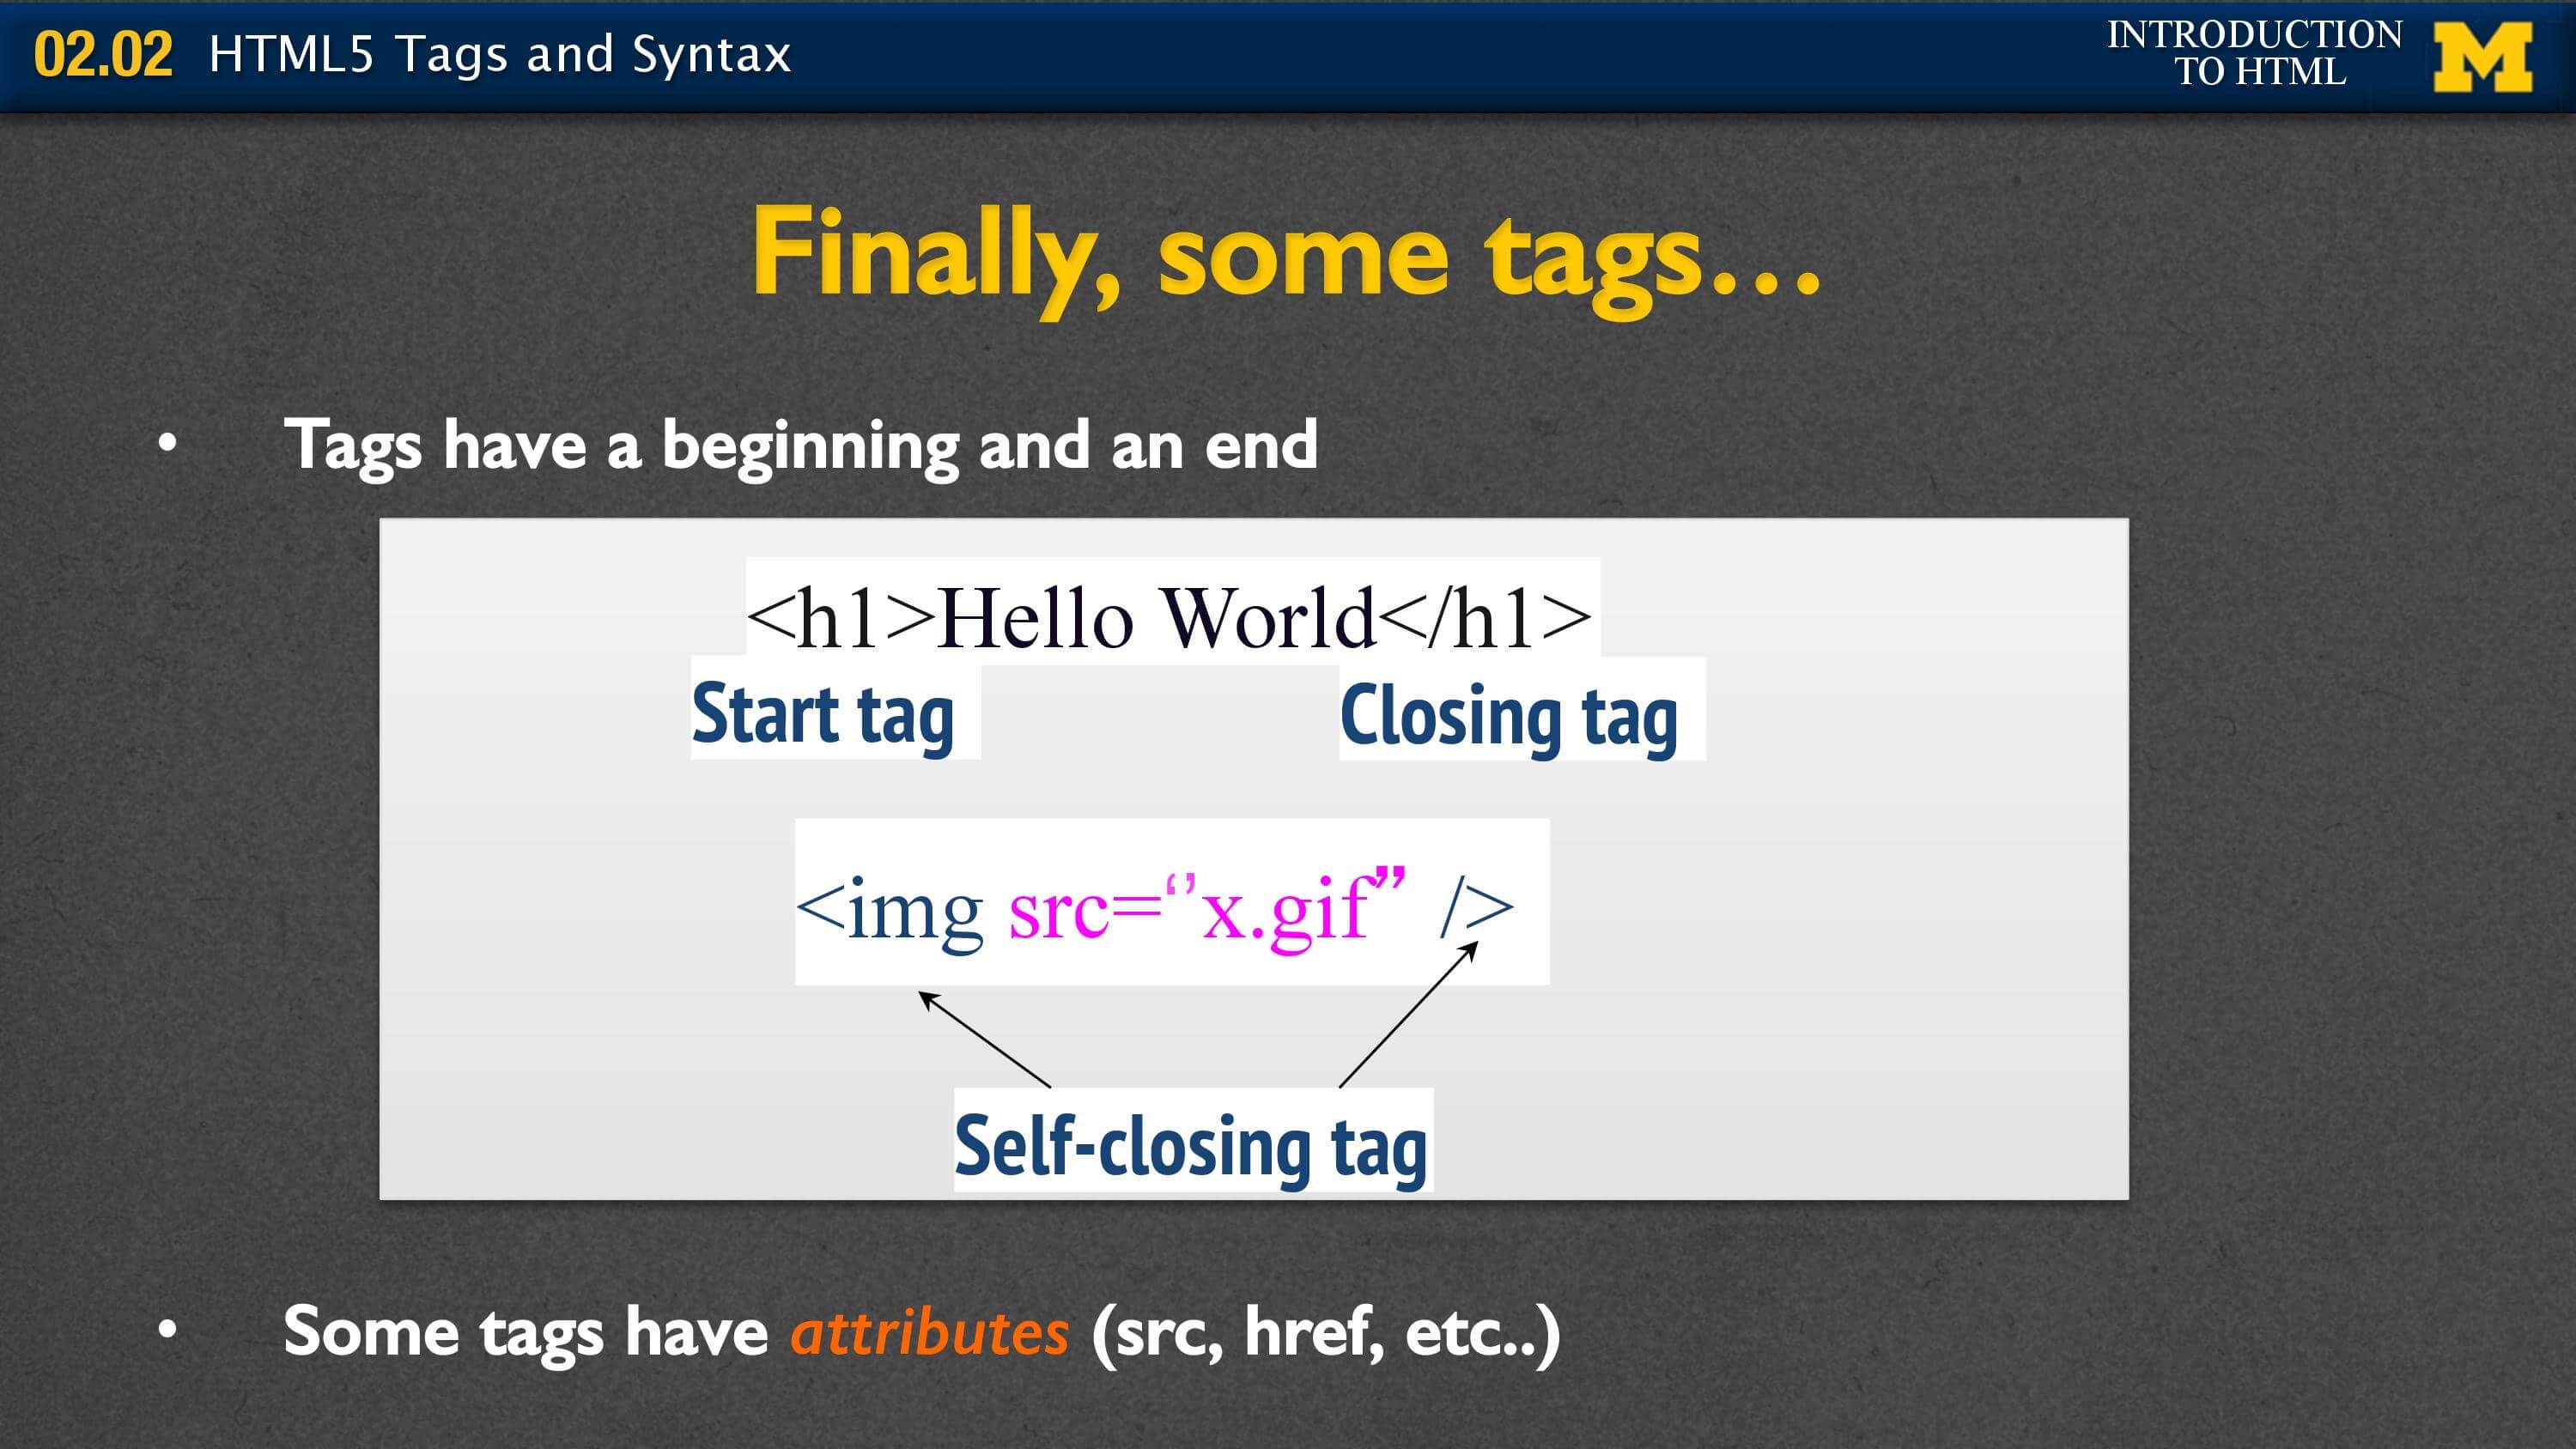 02.02 HTML5 Tags and Syntax
INTRODUCTION
TO HTML
M
Finally, some tags...
• Tags have a beginning and an end
<h1>Hello World</h1>
Start tag Closing tag
<img src=‘’x.gif” />
Self-closing tag
• Some tags have attributes (src, href, etc..)